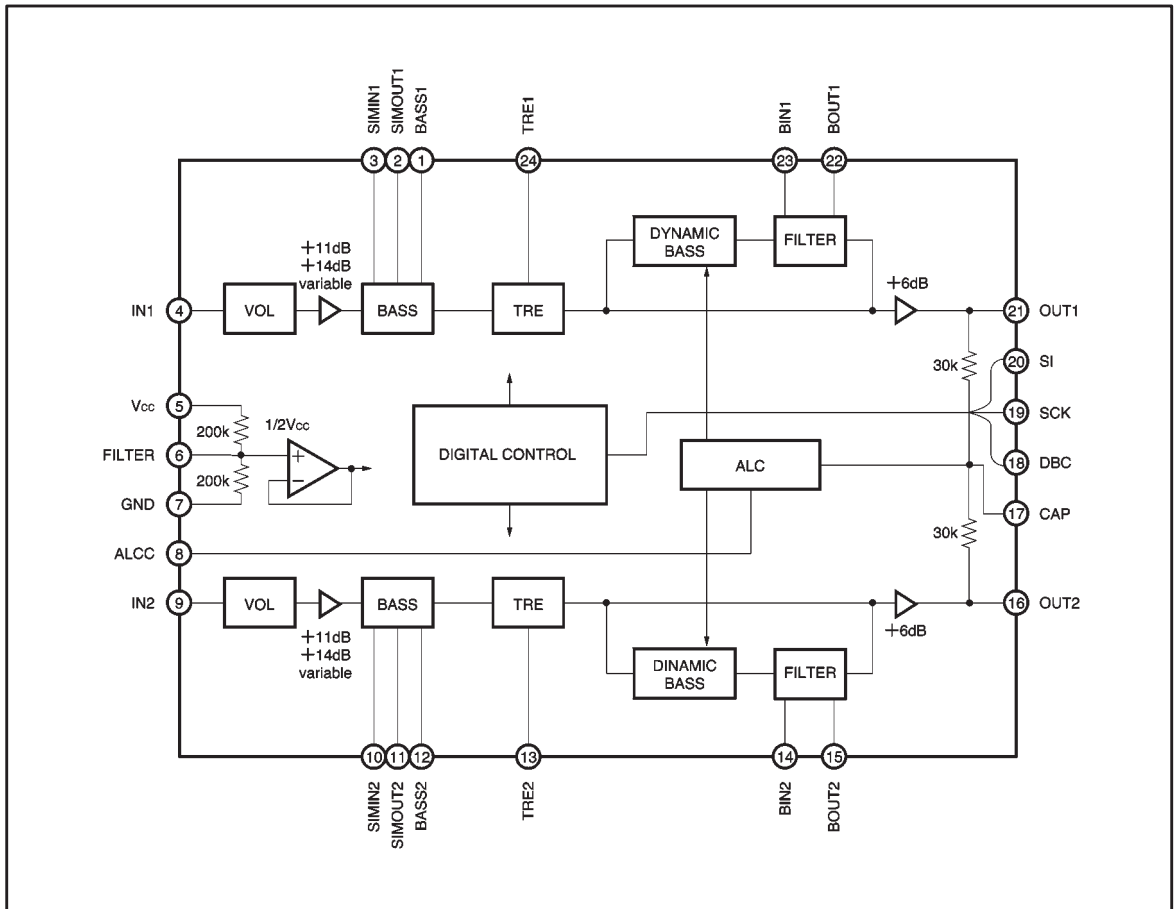 SIMIN1
SIMOUT1
BASS1
TRE1
BIN1
BOUT1
3
2
1
24
23
22
DYNAMIC
BASS
FILTER
+11dB
+14dB
variable
+6dB
IN1
4
VOL
BASS
TRE
21
OUT1
30k
20
SI
Vcc
5
200k
1/2Vcc
19
SCK
FILTER
6
+
−
DIGITAL CONTROL
ALC
18
DBC
200k
GND
7
17
CAP
30k
ALCC
8
IN2
9
VOL
BASS
TRE
16
OUT2
+11dB
+14dB
variable
+6dB
DINAMIC
BASS
FILTER
10
11
12
13
14
15
SIMIN2
SIMOUT2
BASS2
TRE2
BIN2
BOUT2